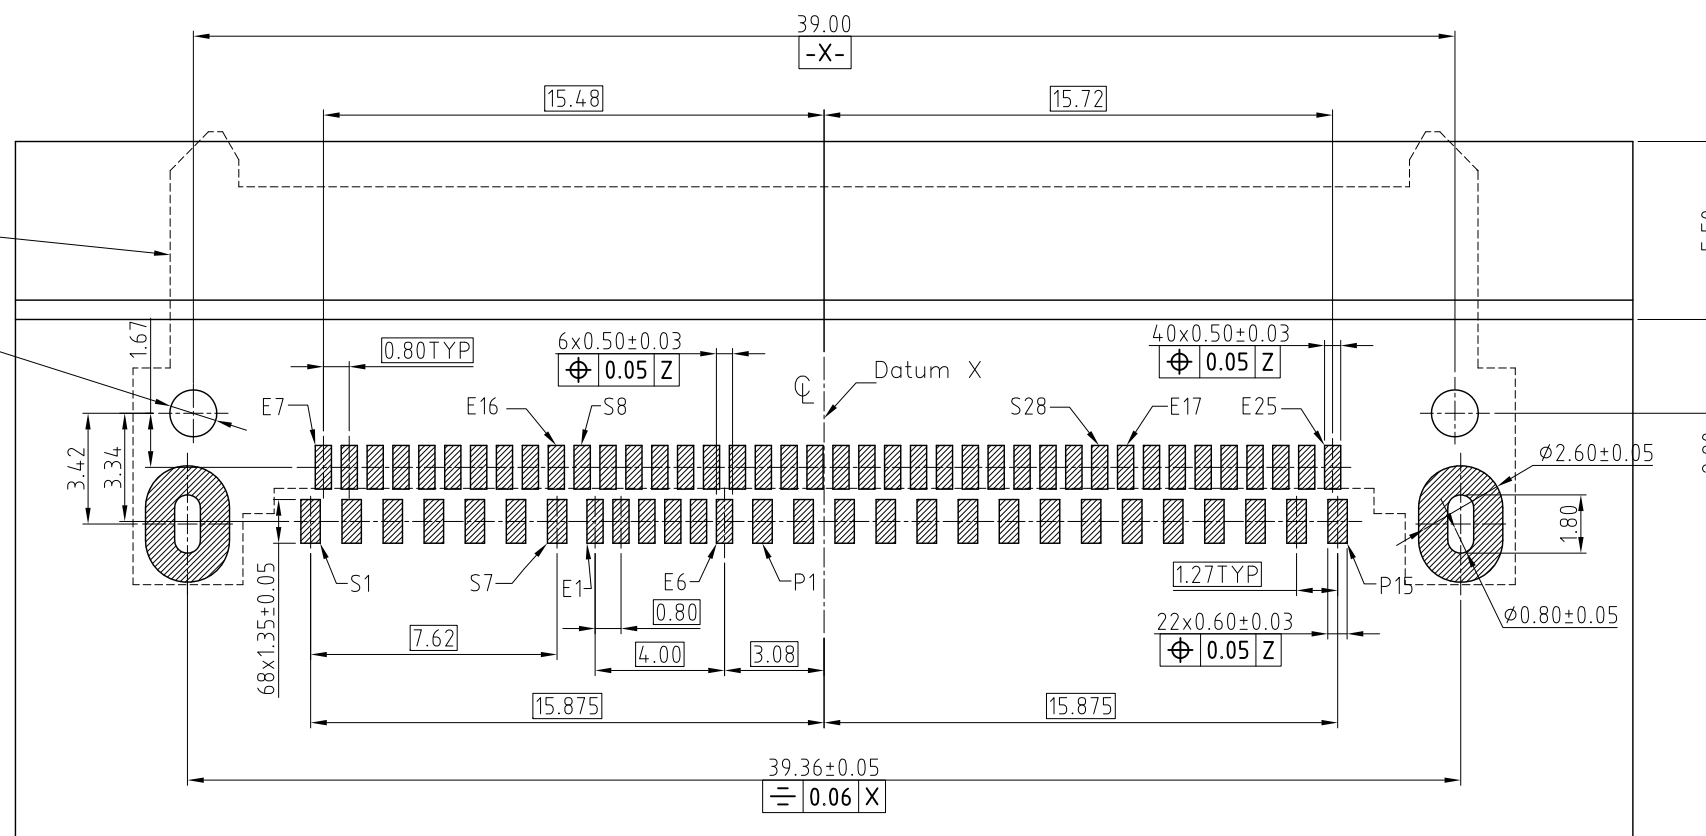 39.00
-X-
15.48
15.72
1.67
0.80TYP
6x0.50±0.03
⌖ 0.05 Z
40x0.50±0.03
⌖ 0.05 Z
℄
Datum X
E7
E16
S8
S28
E17
E25
3.42
3.34
⌀2.60±0.05
1.80
S1
S7
E1
E6
P1
1.27TYP
P15
68x1.35±0.05
0.80
⌀0.80±0.05
22x0.60±0.03
⌖ 0.05 Z
7.62
4.00
3.08
15.875
15.875
39.36±0.05
⌯ 0.06 X